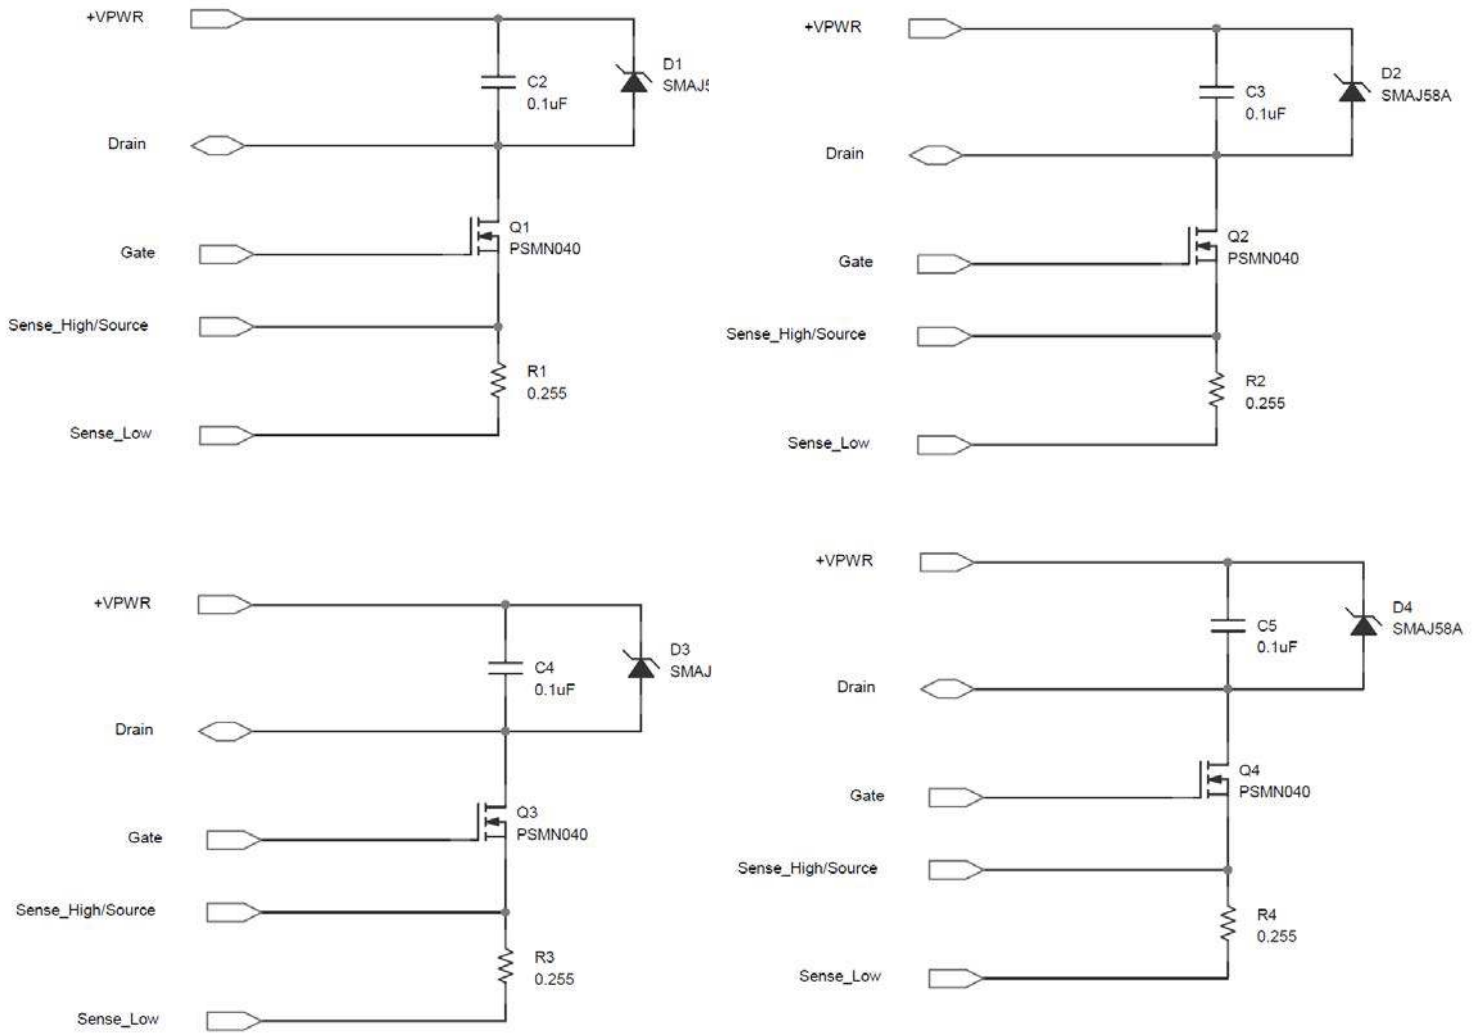 +VPWR
C2
0.1uF
D1
Drain
Q1
PSMN040
Gate
Sense_High/Source
R1
0.255
Sense_Low
+VPWR
C3
0.1uF
D2
SMAJ58A
Drain
Q2
PSMN040
Gate
Sense_High/Source
R2
0.255
Sense_Low
+VPWR
C4
0.1uF
D3
SMAJ
Drain
Q3
PSMN040
Gate
Sense_High/Source
R3
0.255
Sense_Low
+VPWR
C5
0.1uF
D4
SMAJ58A
Drain
Q4
PSMN040
Gate
Sense_High/Source
R4
0.255
Sense_Low